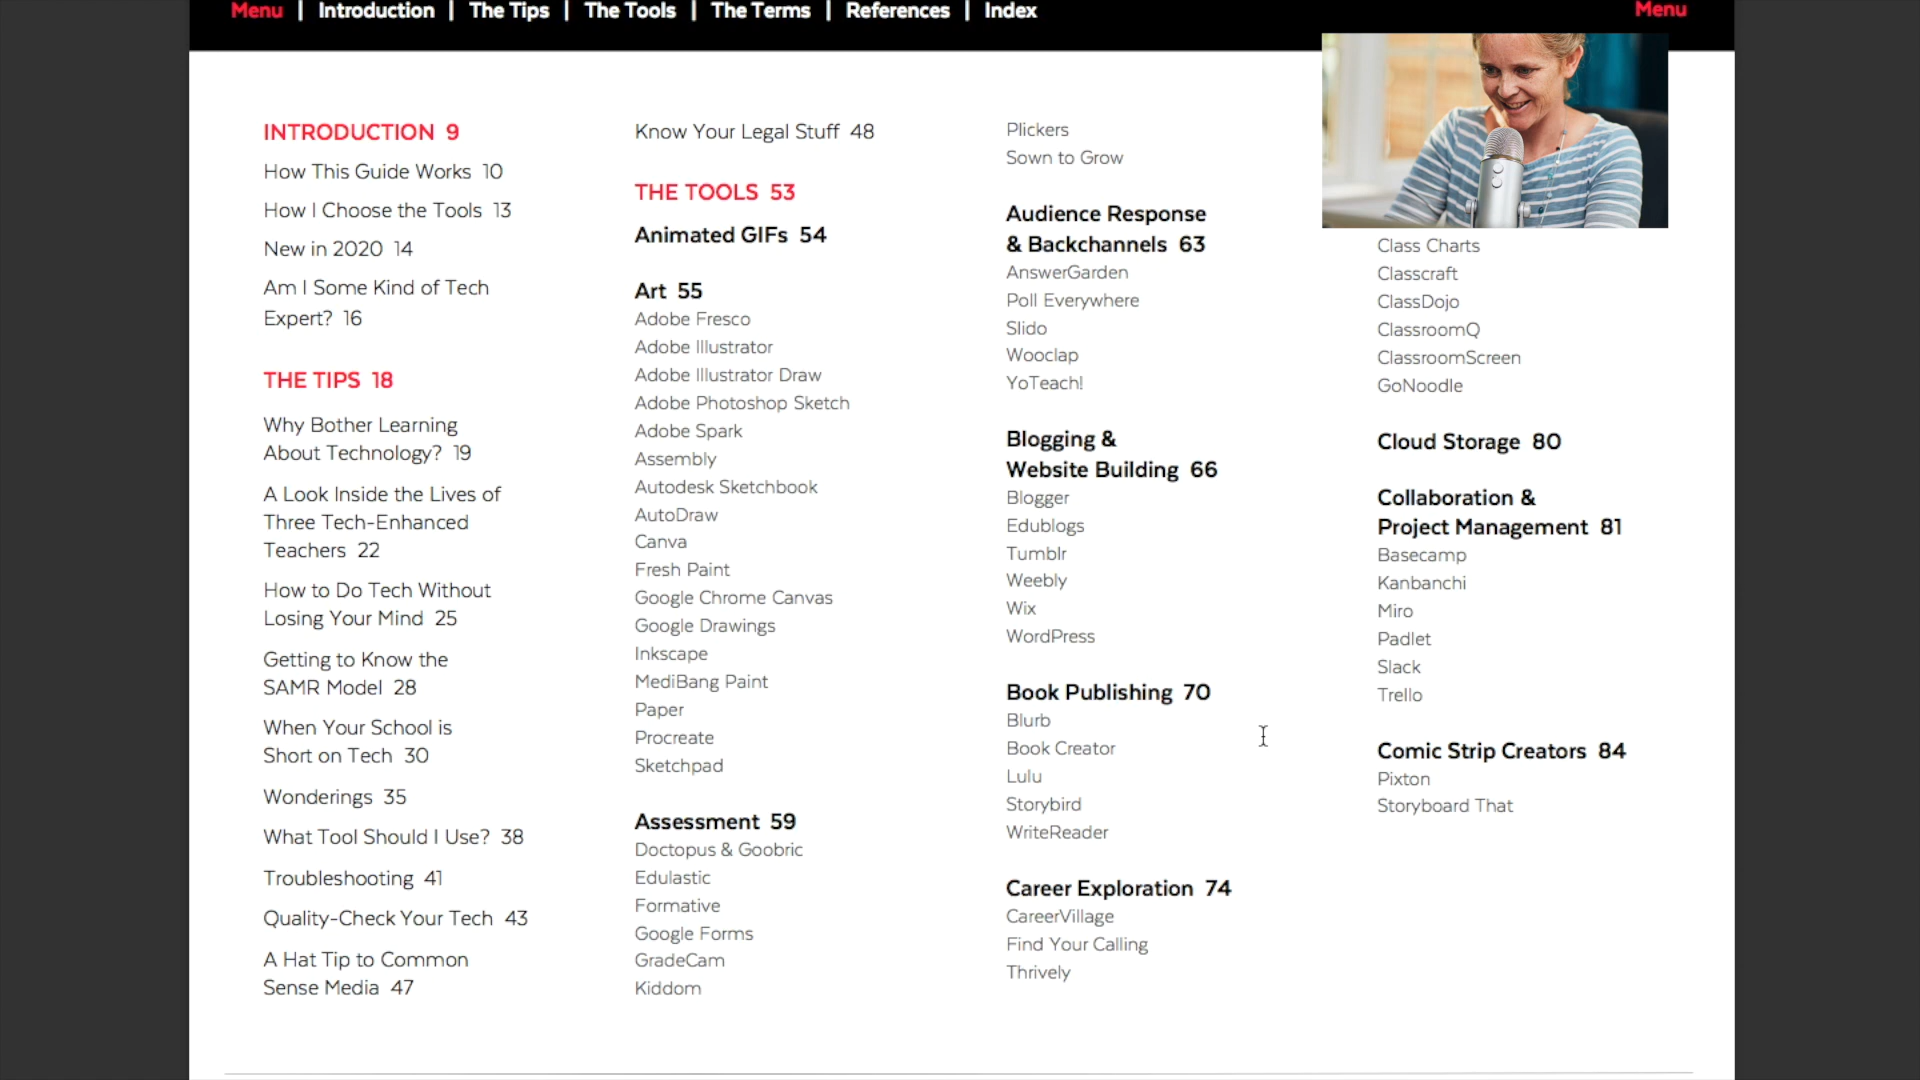 Menu | Introduction | The Tips | The Tools | The Terms | References | Index
Menu
INTRODUCTION 9
How This Guide Works 10
How I Choose the Tools 13
New in 2020 14
Am I Some Kind of Tech
Expert? 16
THE TIPS 18
Why Bother Learning
About Technology? 19
A Look Inside the Lives of
Three Tech-Enhanced
Teachers 22
How to Do Tech Without
Losing Your Mind 25
Getting to Know the
SAMR Model 28
When Your School is
Short on Tech 30
Wonderings 35
What Tool Should I Use? 38
Troubleshooting 41
Quality-Check Your Tech 43
A Hat Tip to Common
Sense Media 47
Know Your Legal Stuff 48
THE TOOLS 53
Animated GIFs 54
Art 55
Adobe Fresco
Adobe Illustrator
Adobe Illustrator Draw
Adobe Photoshop Sketch
Adobe Spark
Assembly
Autodesk Sketchbook
AutoDraw
Canva
Fresh Paint
Google Chrome Canvas
Google Drawings
Inkscape
MediBang Paint
Paper
Procreate
Sketchpad
Assessment 59
Doctopus & Goobric
Edulastic
Formative
Google Forms
GradeCam
Kiddom
Plickers
Sown to Grow
Audience Response
& Backchannels 63
AnswerGarden
Poll Everywhere
Slido
Wooclap
YoTeach!
Blogging &
Website Building 66
Blogger
Edublogs
Tumblr
Weebly
Wix
WordPress
Book Publishing 70
Blurb
Book Creator
Lulu
Storybird
WriteReader
Career Exploration 74
CareerVillage
Find Your Calling
Thrively
Class Charts
Classcraft
ClassDojo
ClassroomQ
ClassroomScreen
GoNoodle
Cloud Storage 80
Collaboration &
Project Management 81
Basecamp
Kanbanchi
Miro
Padlet
Slack
Trello
Comic Strip Creators 84
Pixton
Storyboard That